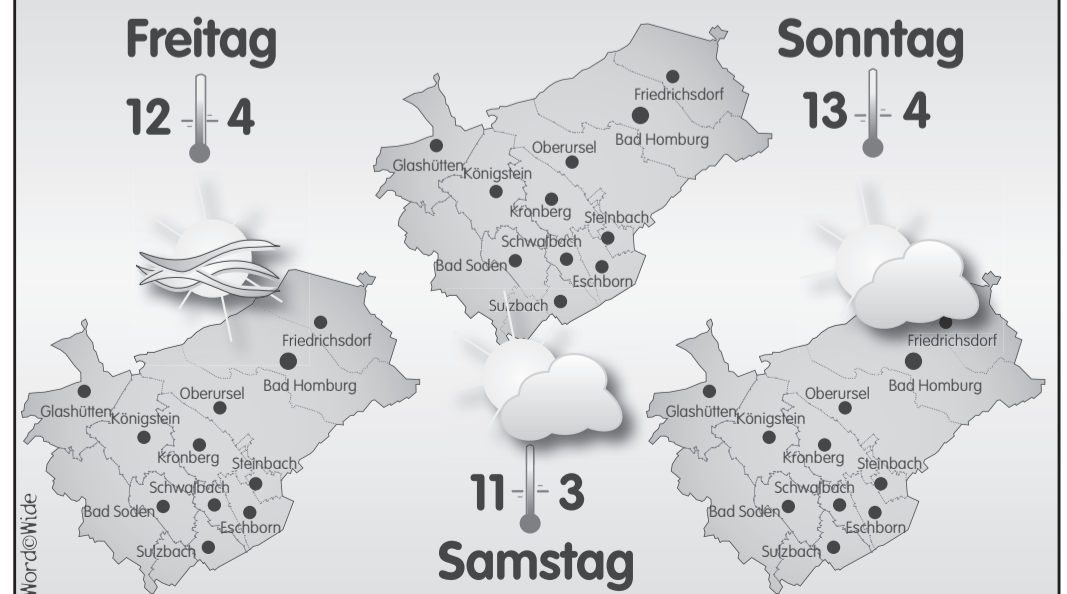 Freitag
12 4
Sonntag
13 4
Friedrichsdorf
Bad Homburg
Oberursel
Glashütten
Königstein
Kronberg
Steinbach
Schwalbach
Bad Soden
Eschborn
Sulzbach
11 3
Samstag
Friedrichsdorf
Bad Homburg
Oberursel
Glashütten
Königstein
Kronberg
Steinbach
Schwalbach
Bad Soden
Eschborn
Sulzbach
Friedrichsdorf
Bad Homburg
Oberursel
Glashütten
Königstein
Kronberg
Steinbach
Schwalbach
Bad Soden
Eschborn
Sulzbach
Word©Wide